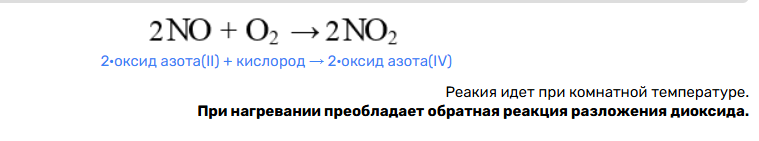 2NO + O₂ → 2NO₂
2•оксид азота(II) + кислород → 2•оксид азота(IV)
Реакия идет при комнатной температуре.
При нагревании преобладает обратная реакция разложения диоксида.